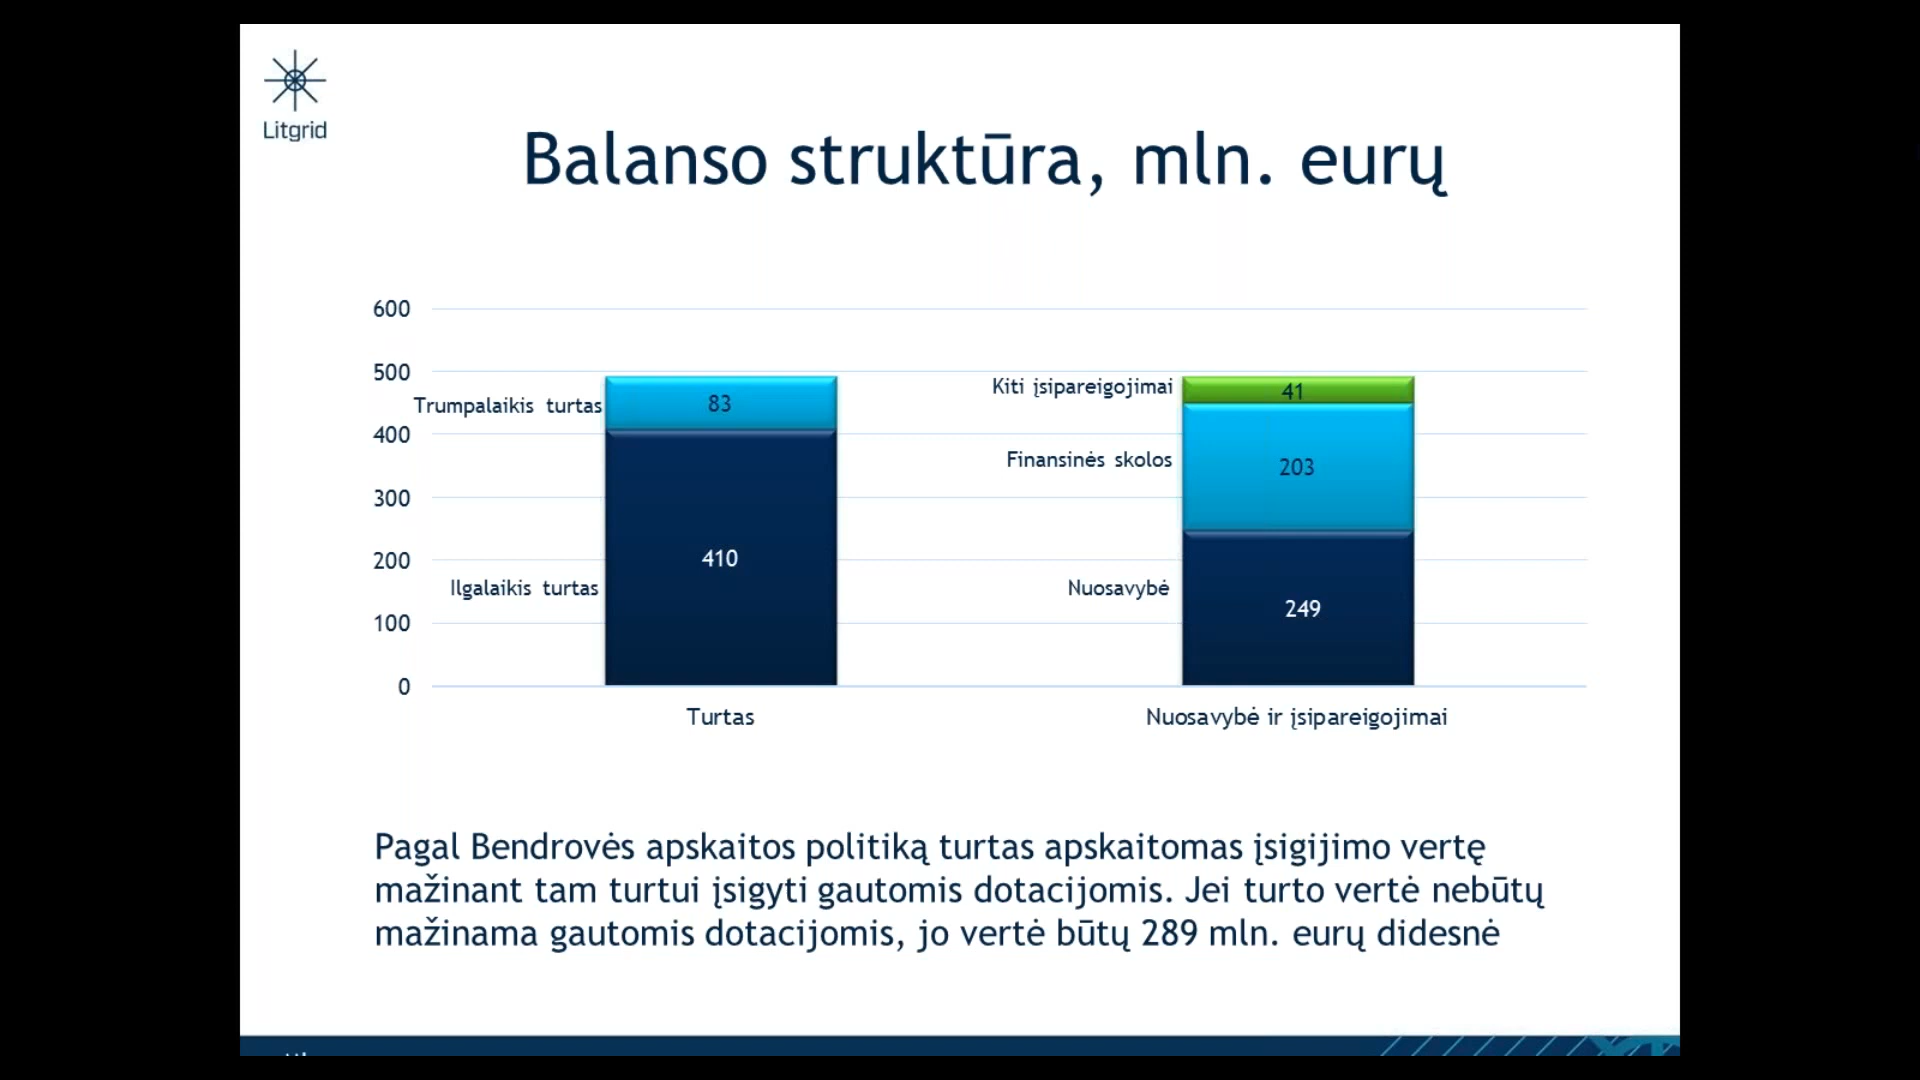 Litgrid
Balanso struktūra, mln. eurų
600
500
400
300
200
100
0
Trumpalaikis turtas
83
Ilgalaikis turtas
410
Kiti įsipareigojimai
41
Finansinės skolos
203
Nuosavybė
249
Turtas
Nuosavybė ir įsipareigojimai
Pagal Bendrovės apskaitos politiką turtas apskaitomas įsigijimo vertę
mažinant tam turtui įsigyti gautomis dotacijomis. Jei turto vertė nebūtų
mažinama gautomis dotacijomis, jo vertė būtų 289 mln. eurų didesnė